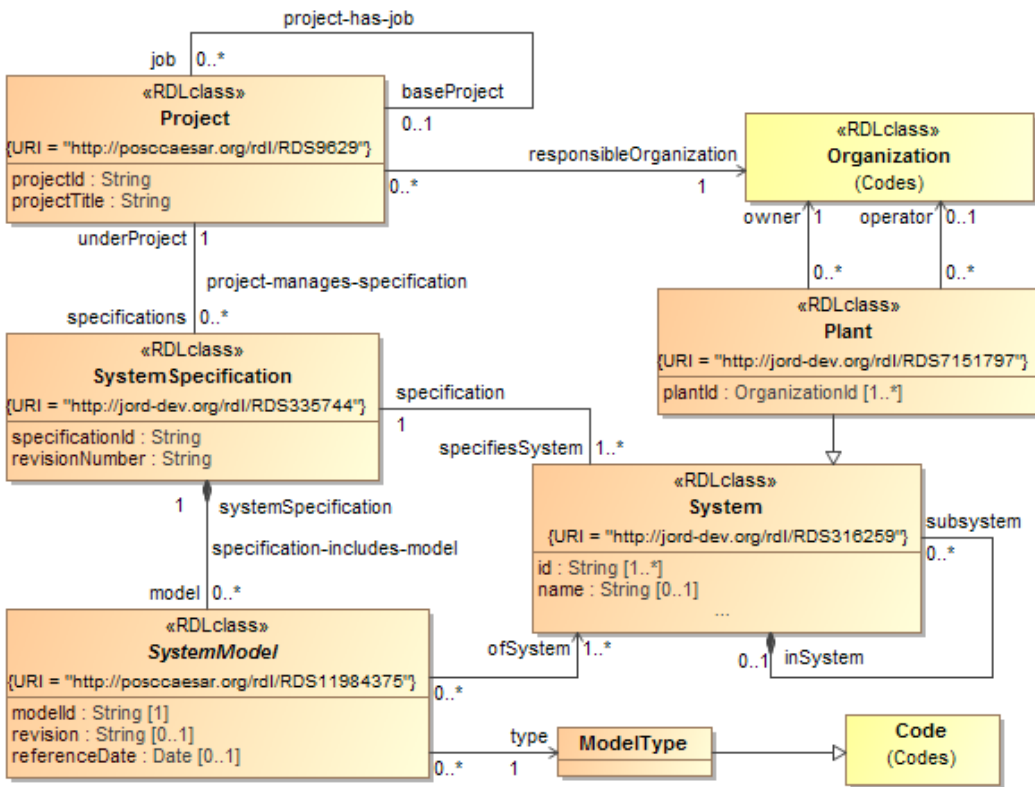 project-has-job
job 0..*
«RDLclass»
Project
{URI = "http://posccaesar.org/rdl/RDS9629"}
projectId : String
projectTitle : String
baseProject
0..1
responsibleOrganization
0..*
1
«RDLclass»
Organization
(Codes)
owner 1
operator 0..1
0..*
0..*
underProject 1
project-manages-specification
specifications 0..*
«RDLclass»
Plant
{URI = "http://jord-dev.org/rdl/RDS7151797"}
plantId : OrganizationId [1..*]
«RDLclass»
SystemSpecification
{URI = "http://jord-dev.org/rdl/RDS335744"}
specificationId : String
revisionNumber : String
specification
1
specifiesSystem 1..*
«RDLclass»
System
{URI = "http://jord-dev.org/rdl/RDS316259"}
id : String [1..*]
name : String [0..1]
...
subsystem
0..*
1 systemSpecification
specification-includes-model
model 0..*
ofSystem 1..*
0..1 inSystem
«RDLclass»
SystemModel
{URI = "http://posccaesar.org/rdl/RDS11984375"}
modelId : String [1]
revision : String [0..1]
referenceDate : Date [0..1]
0..*
type
0..*
1
ModelType
Code
(Codes)